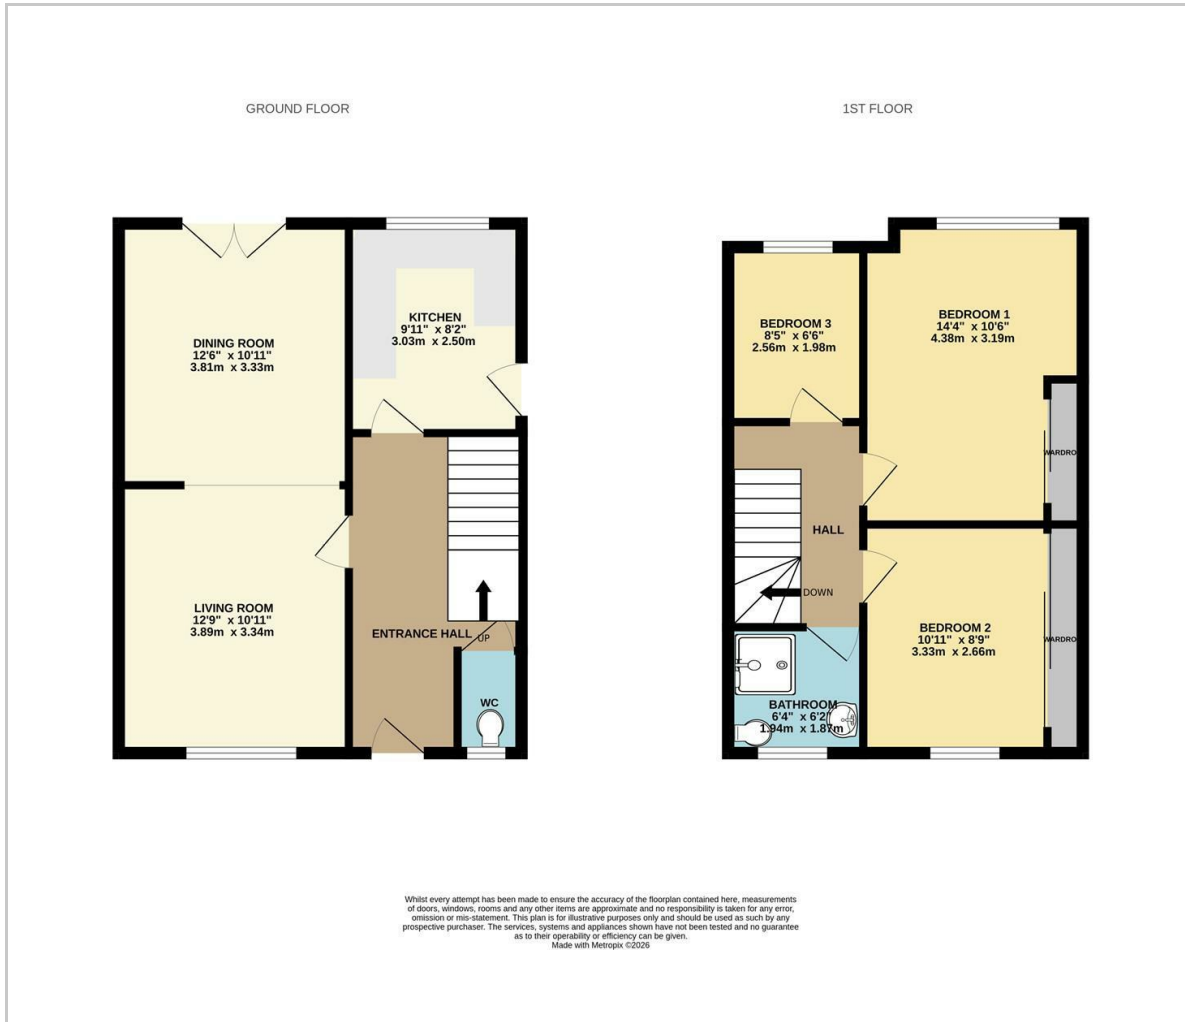 GROUND FLOOR
1ST FLOOR
DINING ROOM
12'6" x 10'11"
3.81m x 3.33m
KITCHEN
9'11" x 8'2"
3.03m x 2.50m
LIVING ROOM
12'9" x 10'11"
3.89m x 3.34m
ENTRANCE HALL
UP
WC
BEDROOM 3
8'5" x 6'6"
2.56m x 1.98m
BEDROOM 1
14'4" x 10'6"
4.38m x 3.19m
WARDRO
HALL
DOWN
BEDROOM 2
10'11" x 8'9"
3.33m x 2.66m
WARDRO
BATHROOM
6'4" x 6'2"
1.94m x 1.87m
Whilst every attempt has been made to ensure the accuracy of the floorplan contained here, measurements
of doors, windows, rooms and any other items are approximate and no responsibility is taken for any error,
omission or mis-statement. This plan is for illustrative purposes only and should be used as such by any
prospective purchaser. The services, systems and appliances shown have not been tested and no guarantee
as to their operability or efficiency can be given.
Made with Metropix ©2026